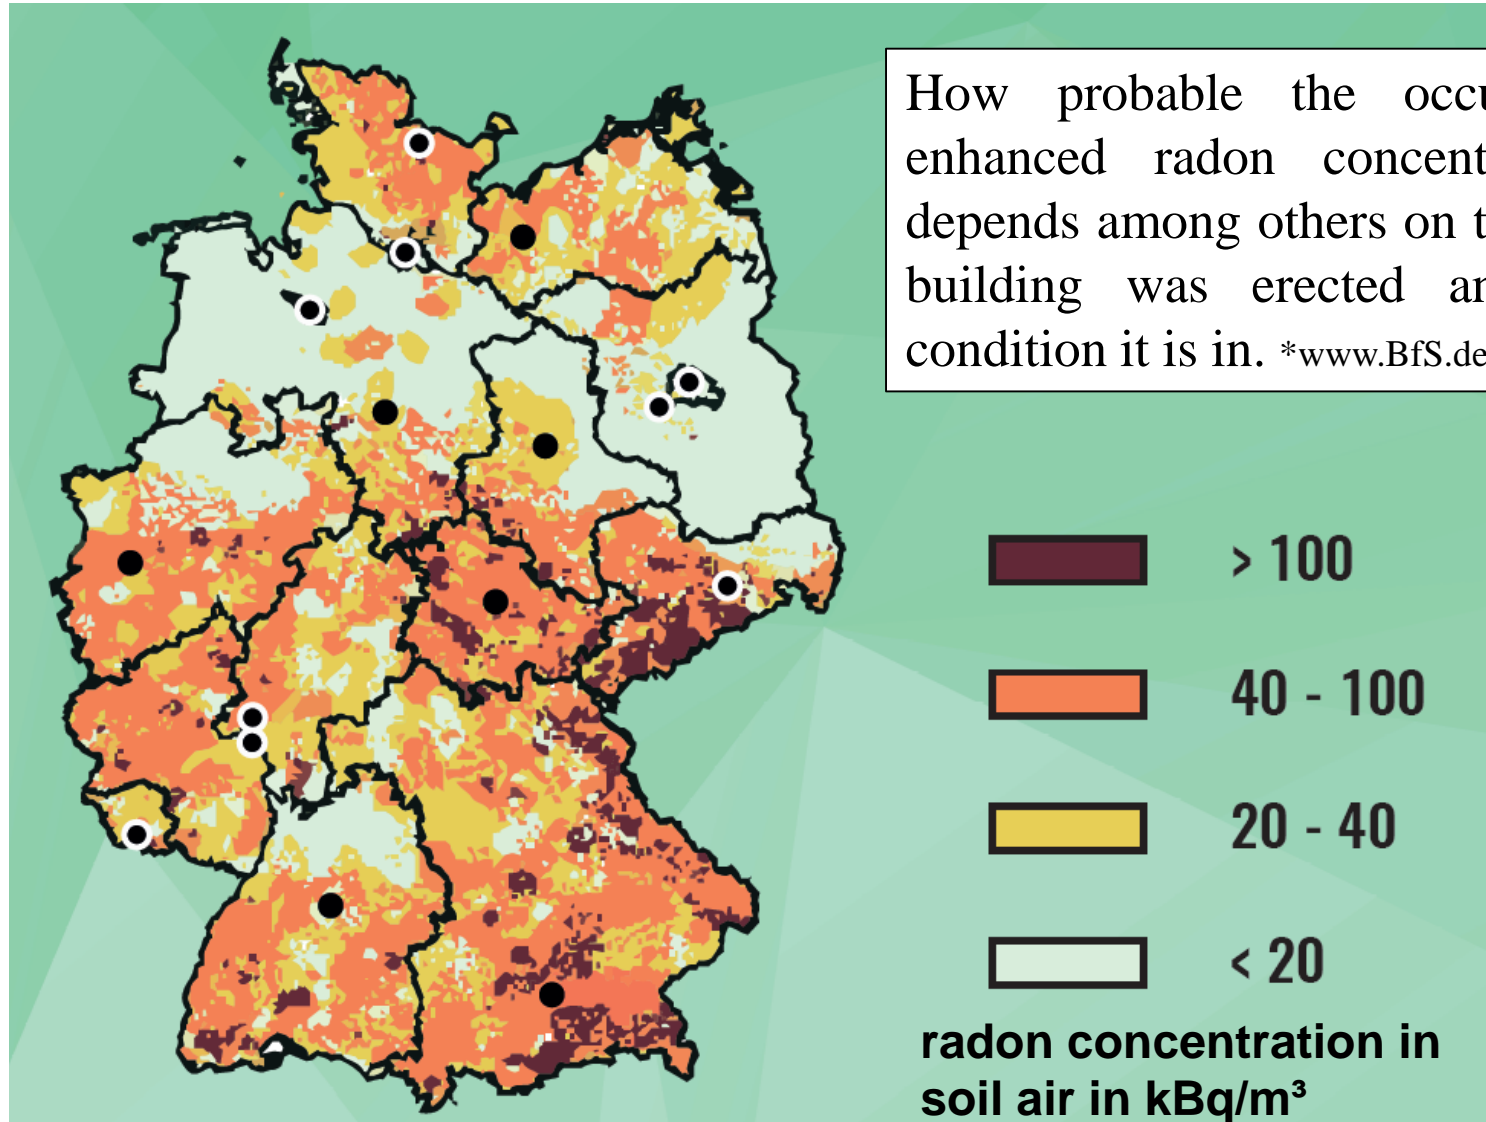 How probable the occu
enhanced radon concent
depends among others on t
building was erected an
condition it is in. *www.BfS.de
> 100
40 - 100
20 - 40
< 20
radon concentration in
soil air in kBq/m³